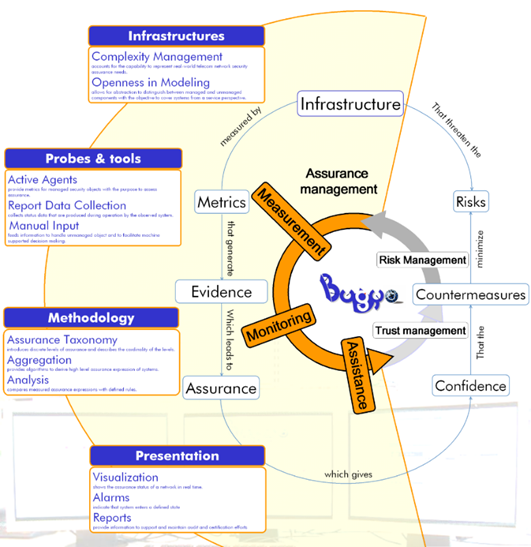 Infrastructures
Complexity Management
accounts for the capability to represent real-world telecom network security
assurance needs.
Openness in Modeling
allows for abstraction to distinguish between managed and unmanaged
components with the objective to cover systems from a service perspective
Probes & tools
Active Agents
provide metrics for managed security objects with the purpose to assess
assurance.
Report Data Collection
collects status data that are produced during operation by the observed system.
Manual Input
feeds information to handle unmanaged object and to facilitate machine
supported decision making.
Methodology
Assurance Taxonomy
introduces discrete levels of assurance and describes the cardinality of the levels.
Aggregation
provides algorithms to derive high level assurance expression of systems.
Analysis
compares measured assurance expressions with defined rules.
Presentation
Visualization
shows the assurance status of a network in real time.
Alarms
indicate that system enters a defined state
Reports
provide information to support and maintain audit and certification efforts.
Infrastructure
measured by
Metrics
that generate
Evidence
Which leads to
Assurance
which gives
Confidence
That the
Countermeasures
minimize
Risks
That threaten the
Assurance
management
Measurement
Monitoring
Assistance
Risk Management
Trust management
Bugyo